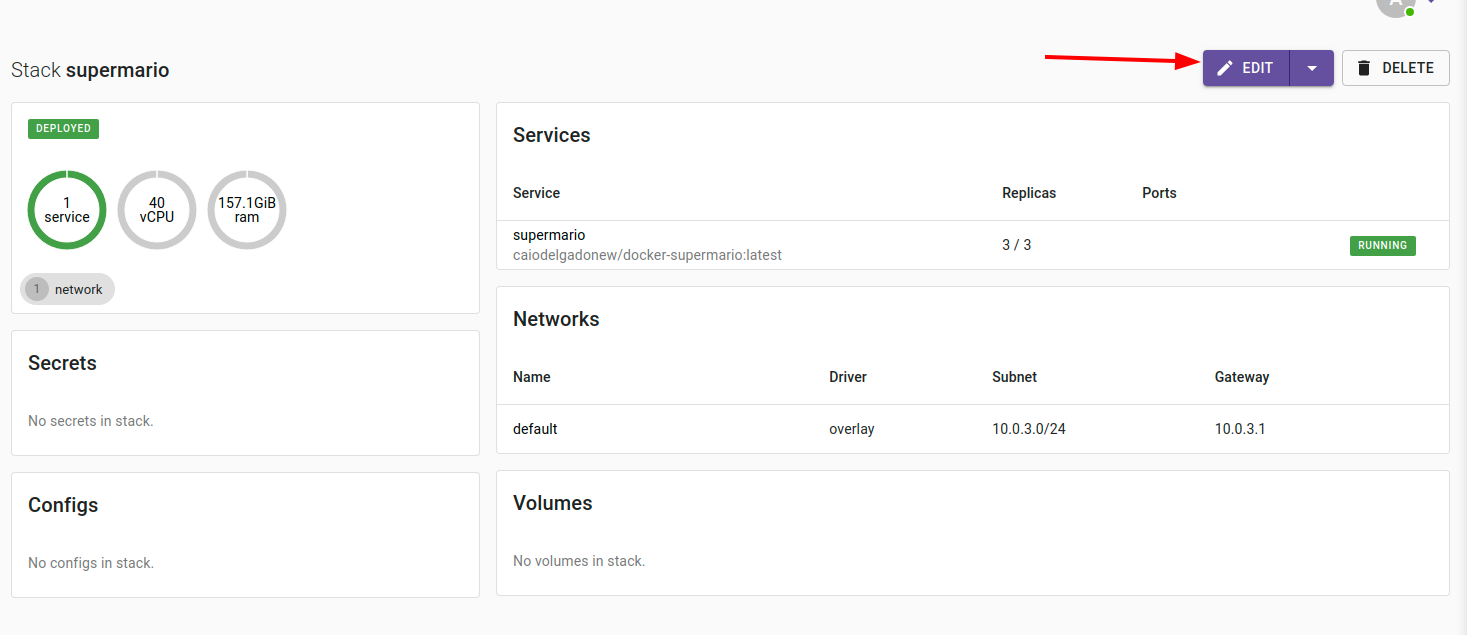 Stack supermario
EDIT
DELETE
DEPLOYED
1
service
40
vCPU
157.1GiB
ram
1 network
Secrets
No secrets in stack.
Configs
No configs in stack.
Services
Service Replicas Ports
supermario
caiodelgadonew/docker-supermario:latest
3 / 3
RUNNING
Networks
Name Driver Subnet Gateway
default overlay 10.0.3.0/24 10.0.3.1
Volumes
No volumes in stack.